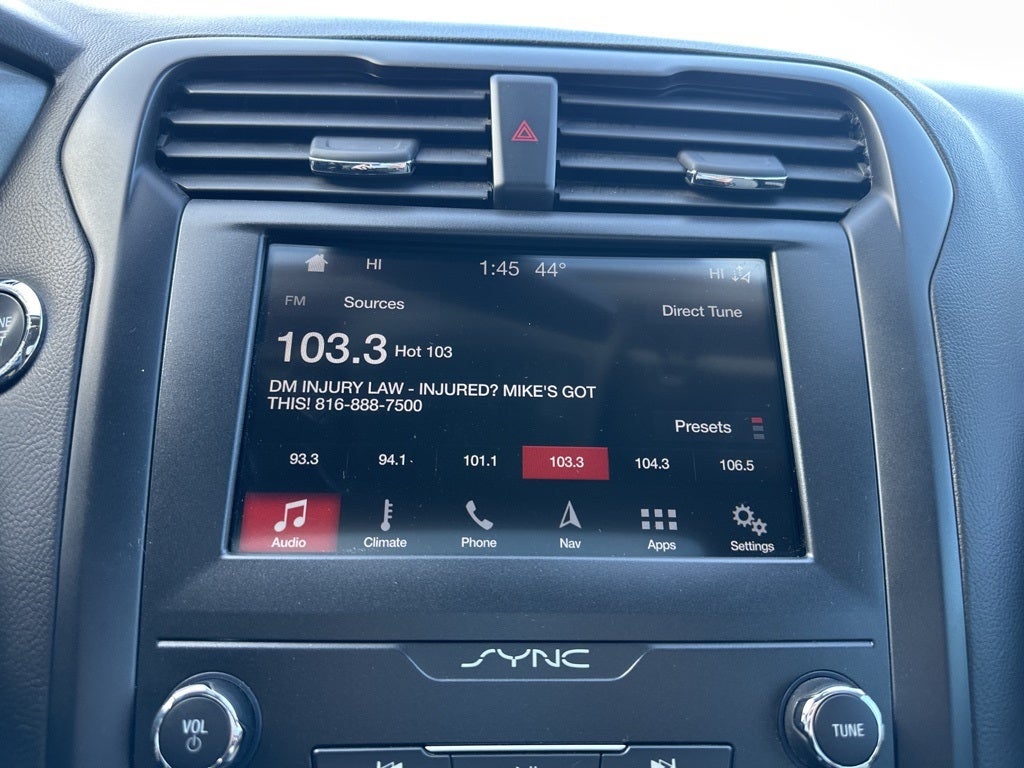 HI 1:45 44° HI
FM Sources Direct Tune
103.3 Hot 103
DM INJURY LAW - INJURED? MIKE'S GOT
THIS! 816-888-7500
Presets
93.3 94.1 101.1 103.3 104.3 106.5
Audio Climate Phone Nav Apps Settings
SYNC
VOL TUNE